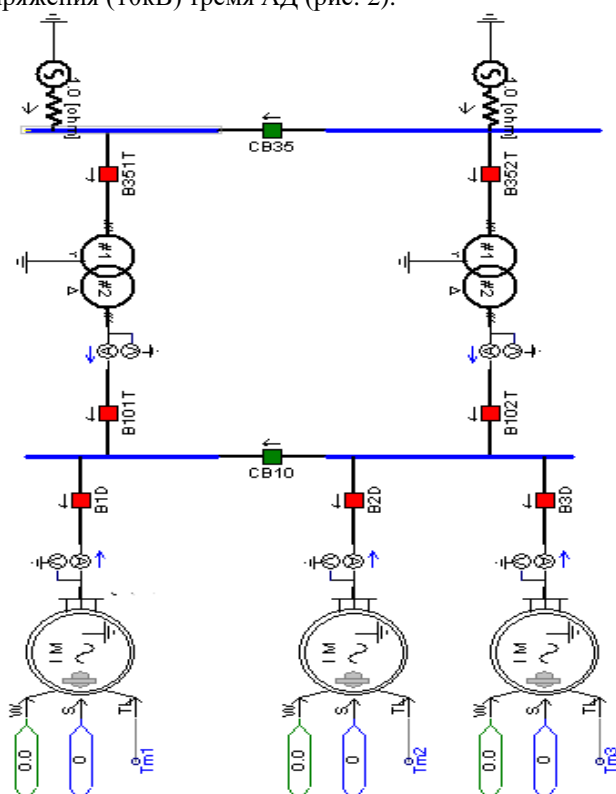 пряжения (10кВ) тремя АД (рис. 2).
S S
1.0 [ohm] 1.0 [ohm]
CB35
B351T B352T
#1 #1
#2 #2
A V A V
B101T B102T
CB10
B1D B2D B3D
V A V A V A
I M I M I M
W S TL W S TL W S TL
0.0 0 Tm1 0.0 0 Tm2 0.0 0 Tm3